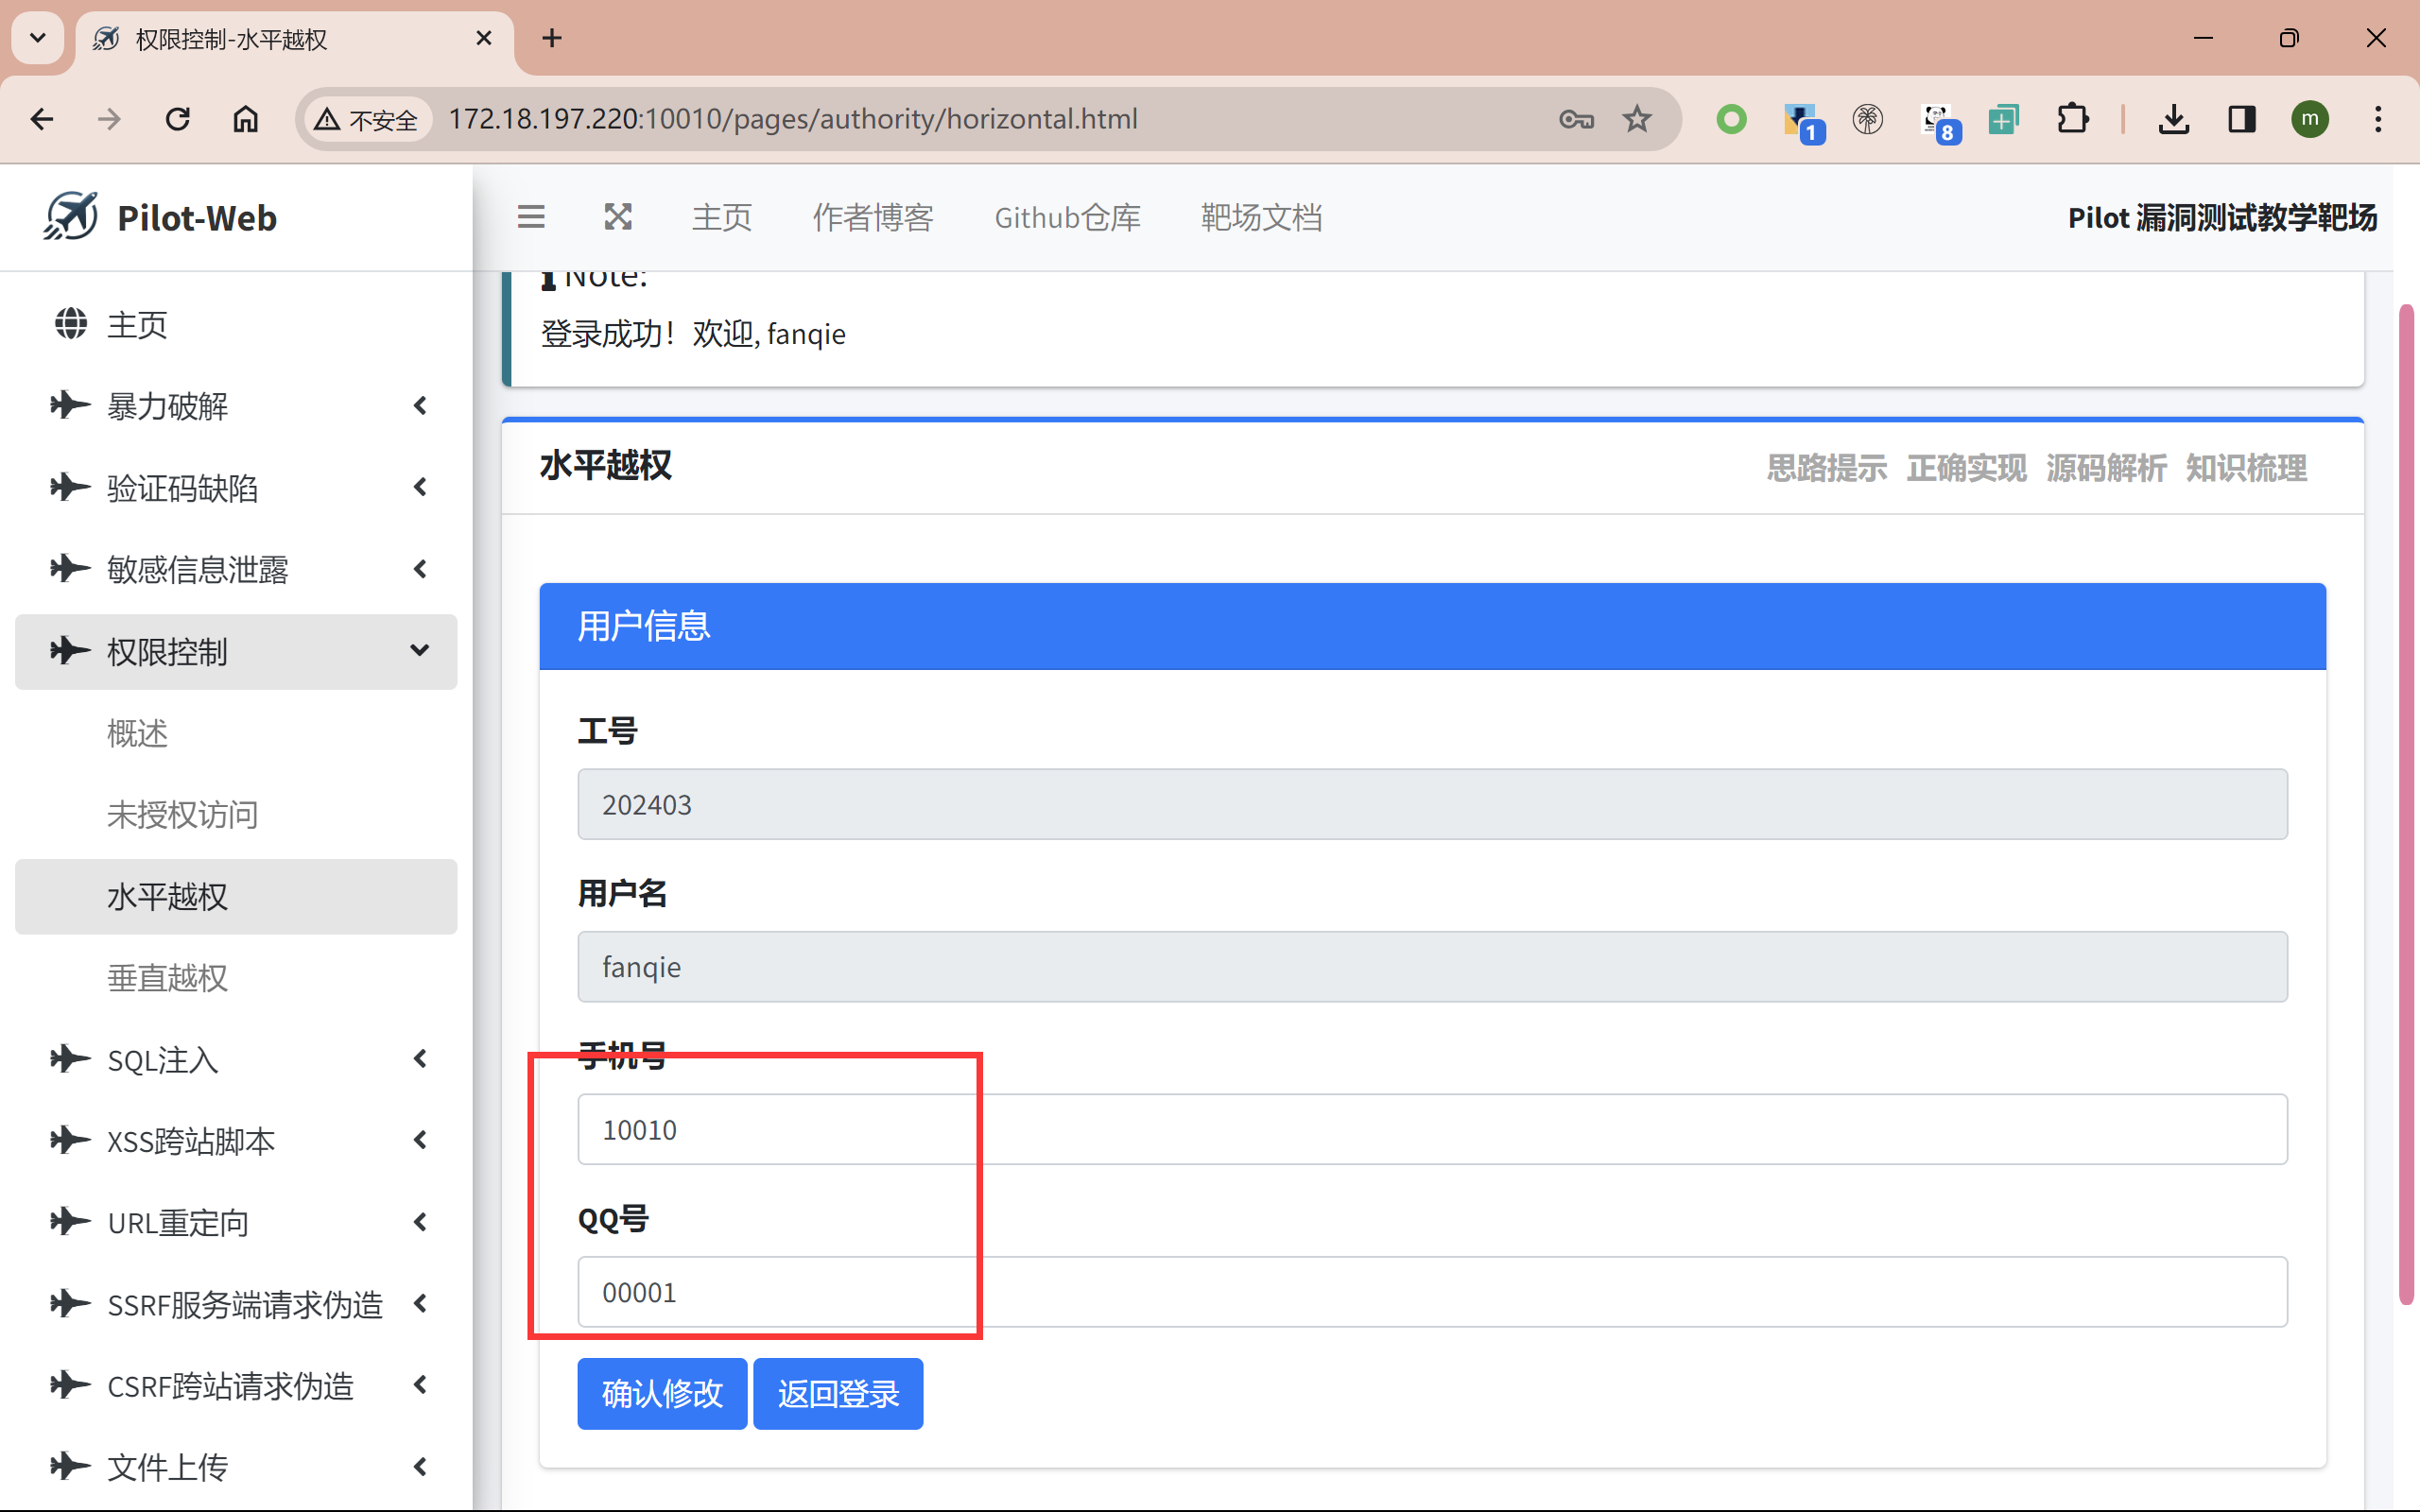 权限控制-水平越权
不安全 172.18.197.220:10010/pages/authority/horizontal.html
1
8
m
Pilot-Web
主页 作者博客 Github仓库 靶场文档
Pilot 漏洞测试教学靶场
主页
暴力破解
验证码缺陷
敏感信息泄露
权限控制
概述
未授权访问
水平越权
垂直越权
SQL注入
XSS跨站脚本
URL重定向
SSRF服务端请求伪造
CSRF跨站请求伪造
文件上传
Note:
登录成功！欢迎, fanqie
水平越权
思路提示 正确实现 源码解析 知识梳理
用户信息
工号
202403
用户名
fanqie
手机号
10010
QQ号
00001
确认修改 返回登录